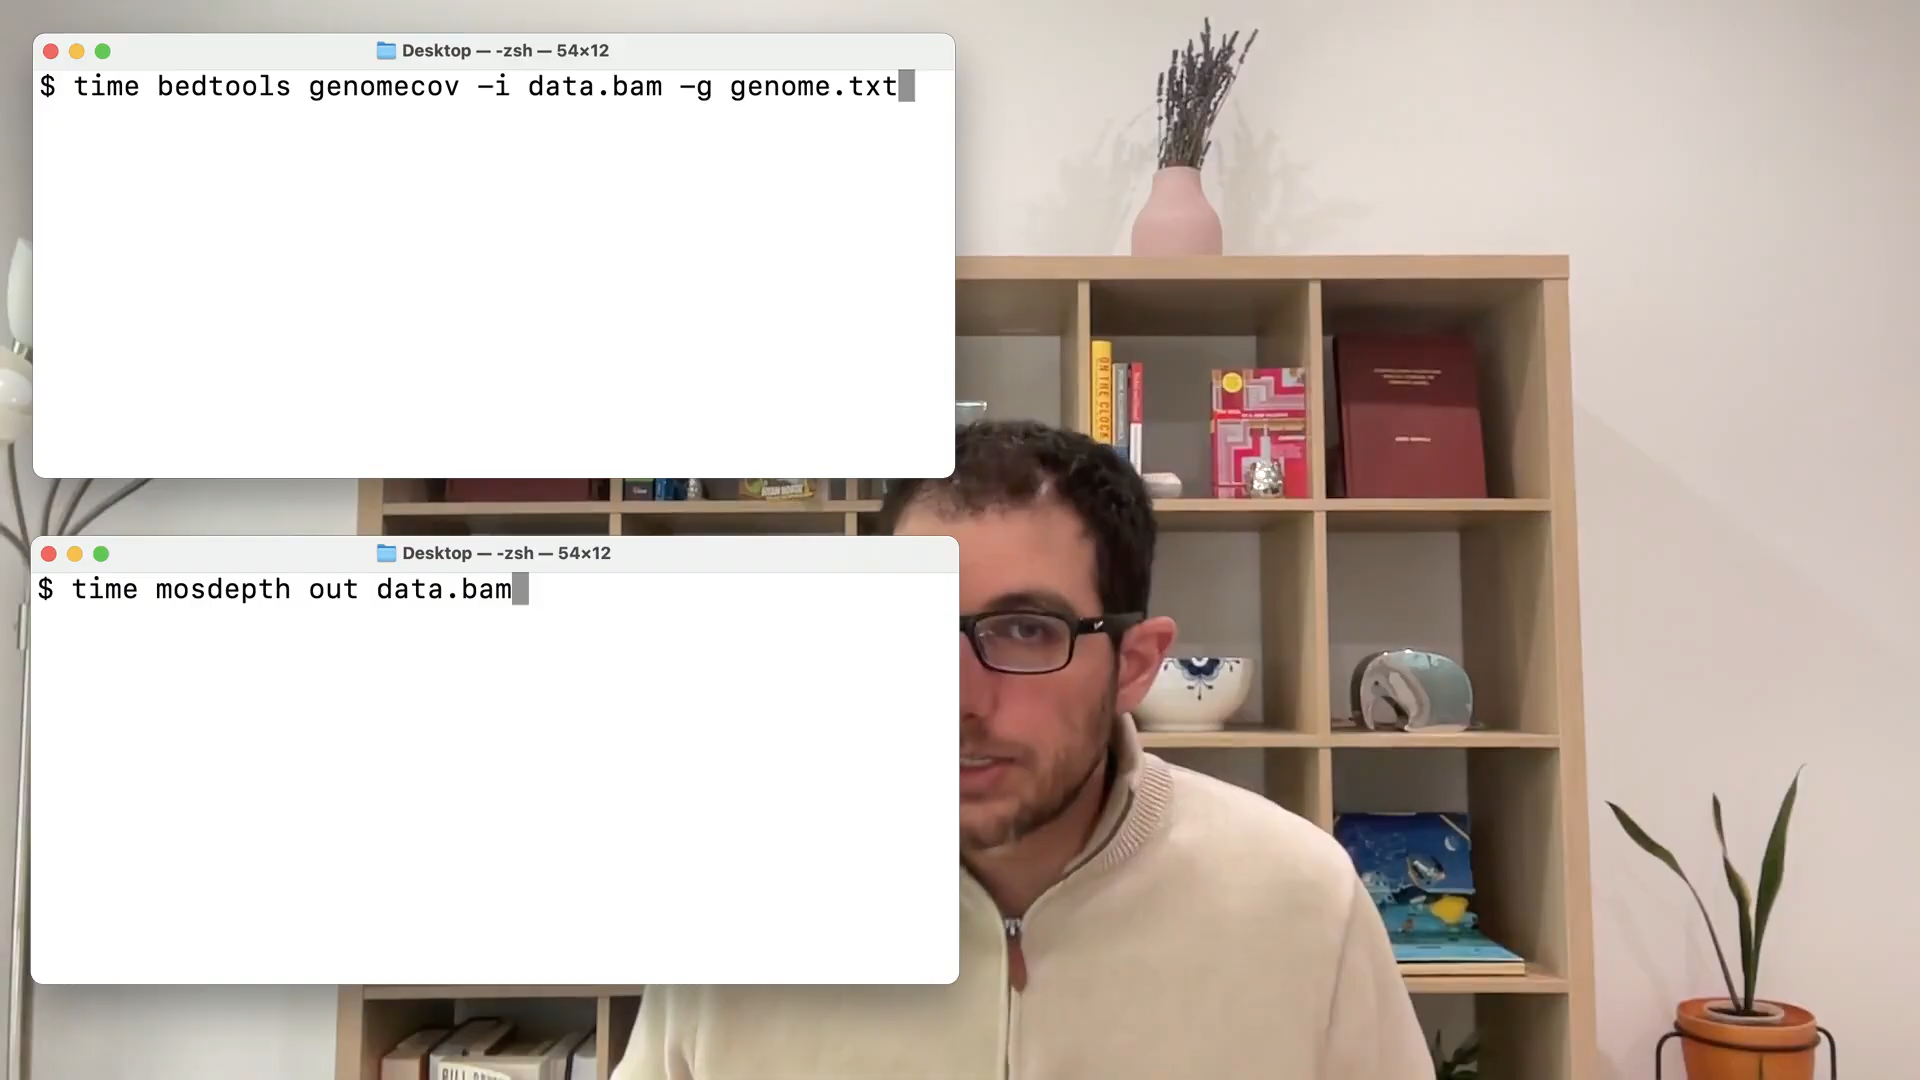 Desktop — -zsh — 54×12
$ time bedtools genomecov -i data.bam -g genome.txt
ON THE CLOCK
Desktop — -zsh — 54×12
$ time mosdepth out data.bam